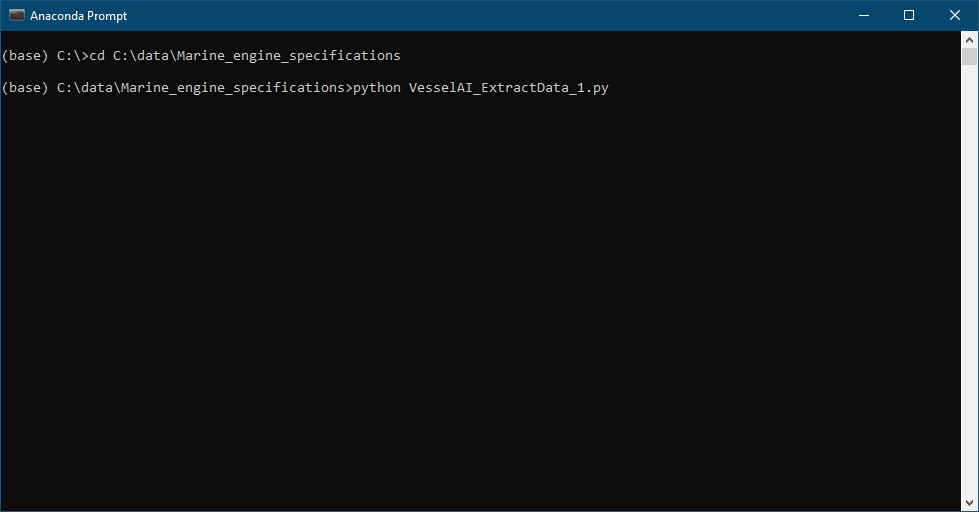 Anaconda Prompt
(base) C:\>cd C:\data\Marine_engine_specifications
(base) C:\data\Marine_engine_specifications>python VesselAI_ExtractData_1.py